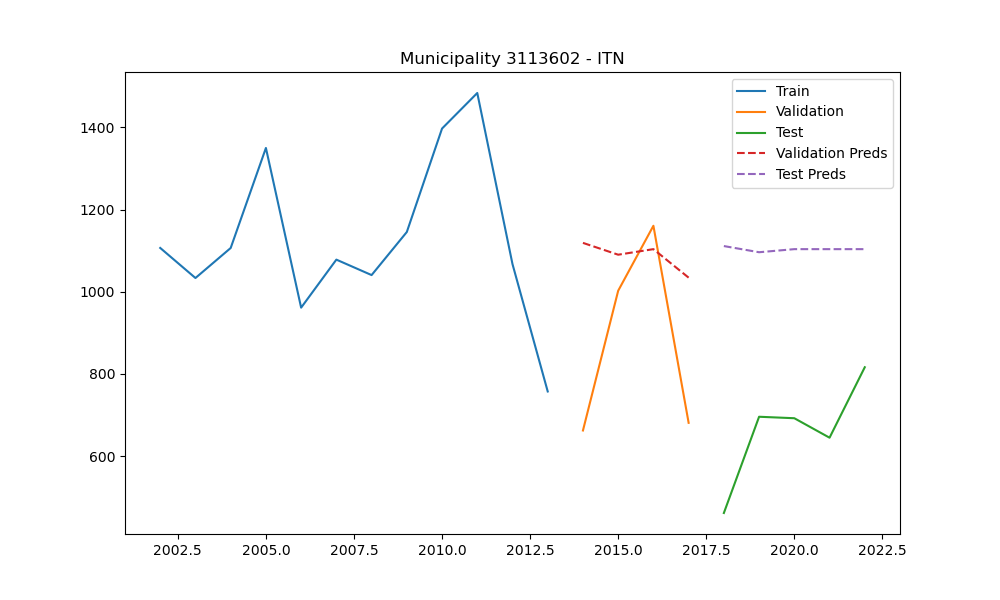 Municipality 3113602 - ITN
Train
Validation
Test
Validation Preds
Test Preds
1400
1200
1000
800
600
2002.5 2005.0 2007.5 2010.0 2012.5 2015.0 2017.5 2020.0 2022.5